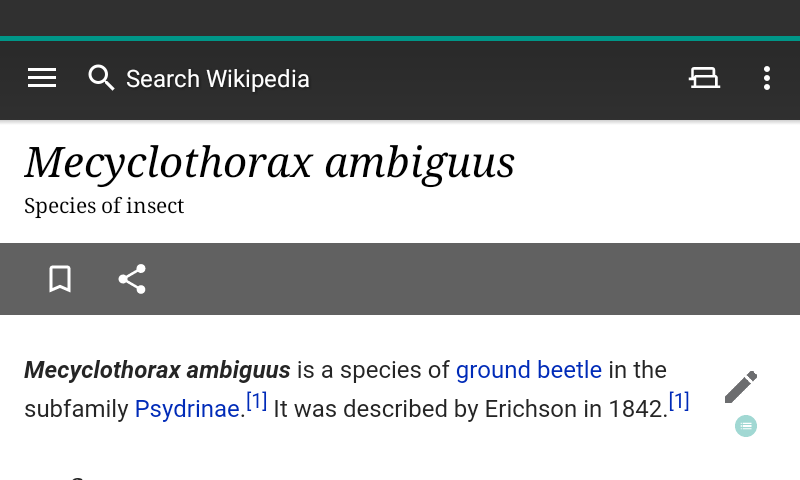 Search Wikipedia
Mecyclothorax ambiguus
Species of insect
Mecyclothorax ambiguus is a species of ground beetle in the
subfamily Psydrinae.[1] It was described by Erichson in 1842.[1]